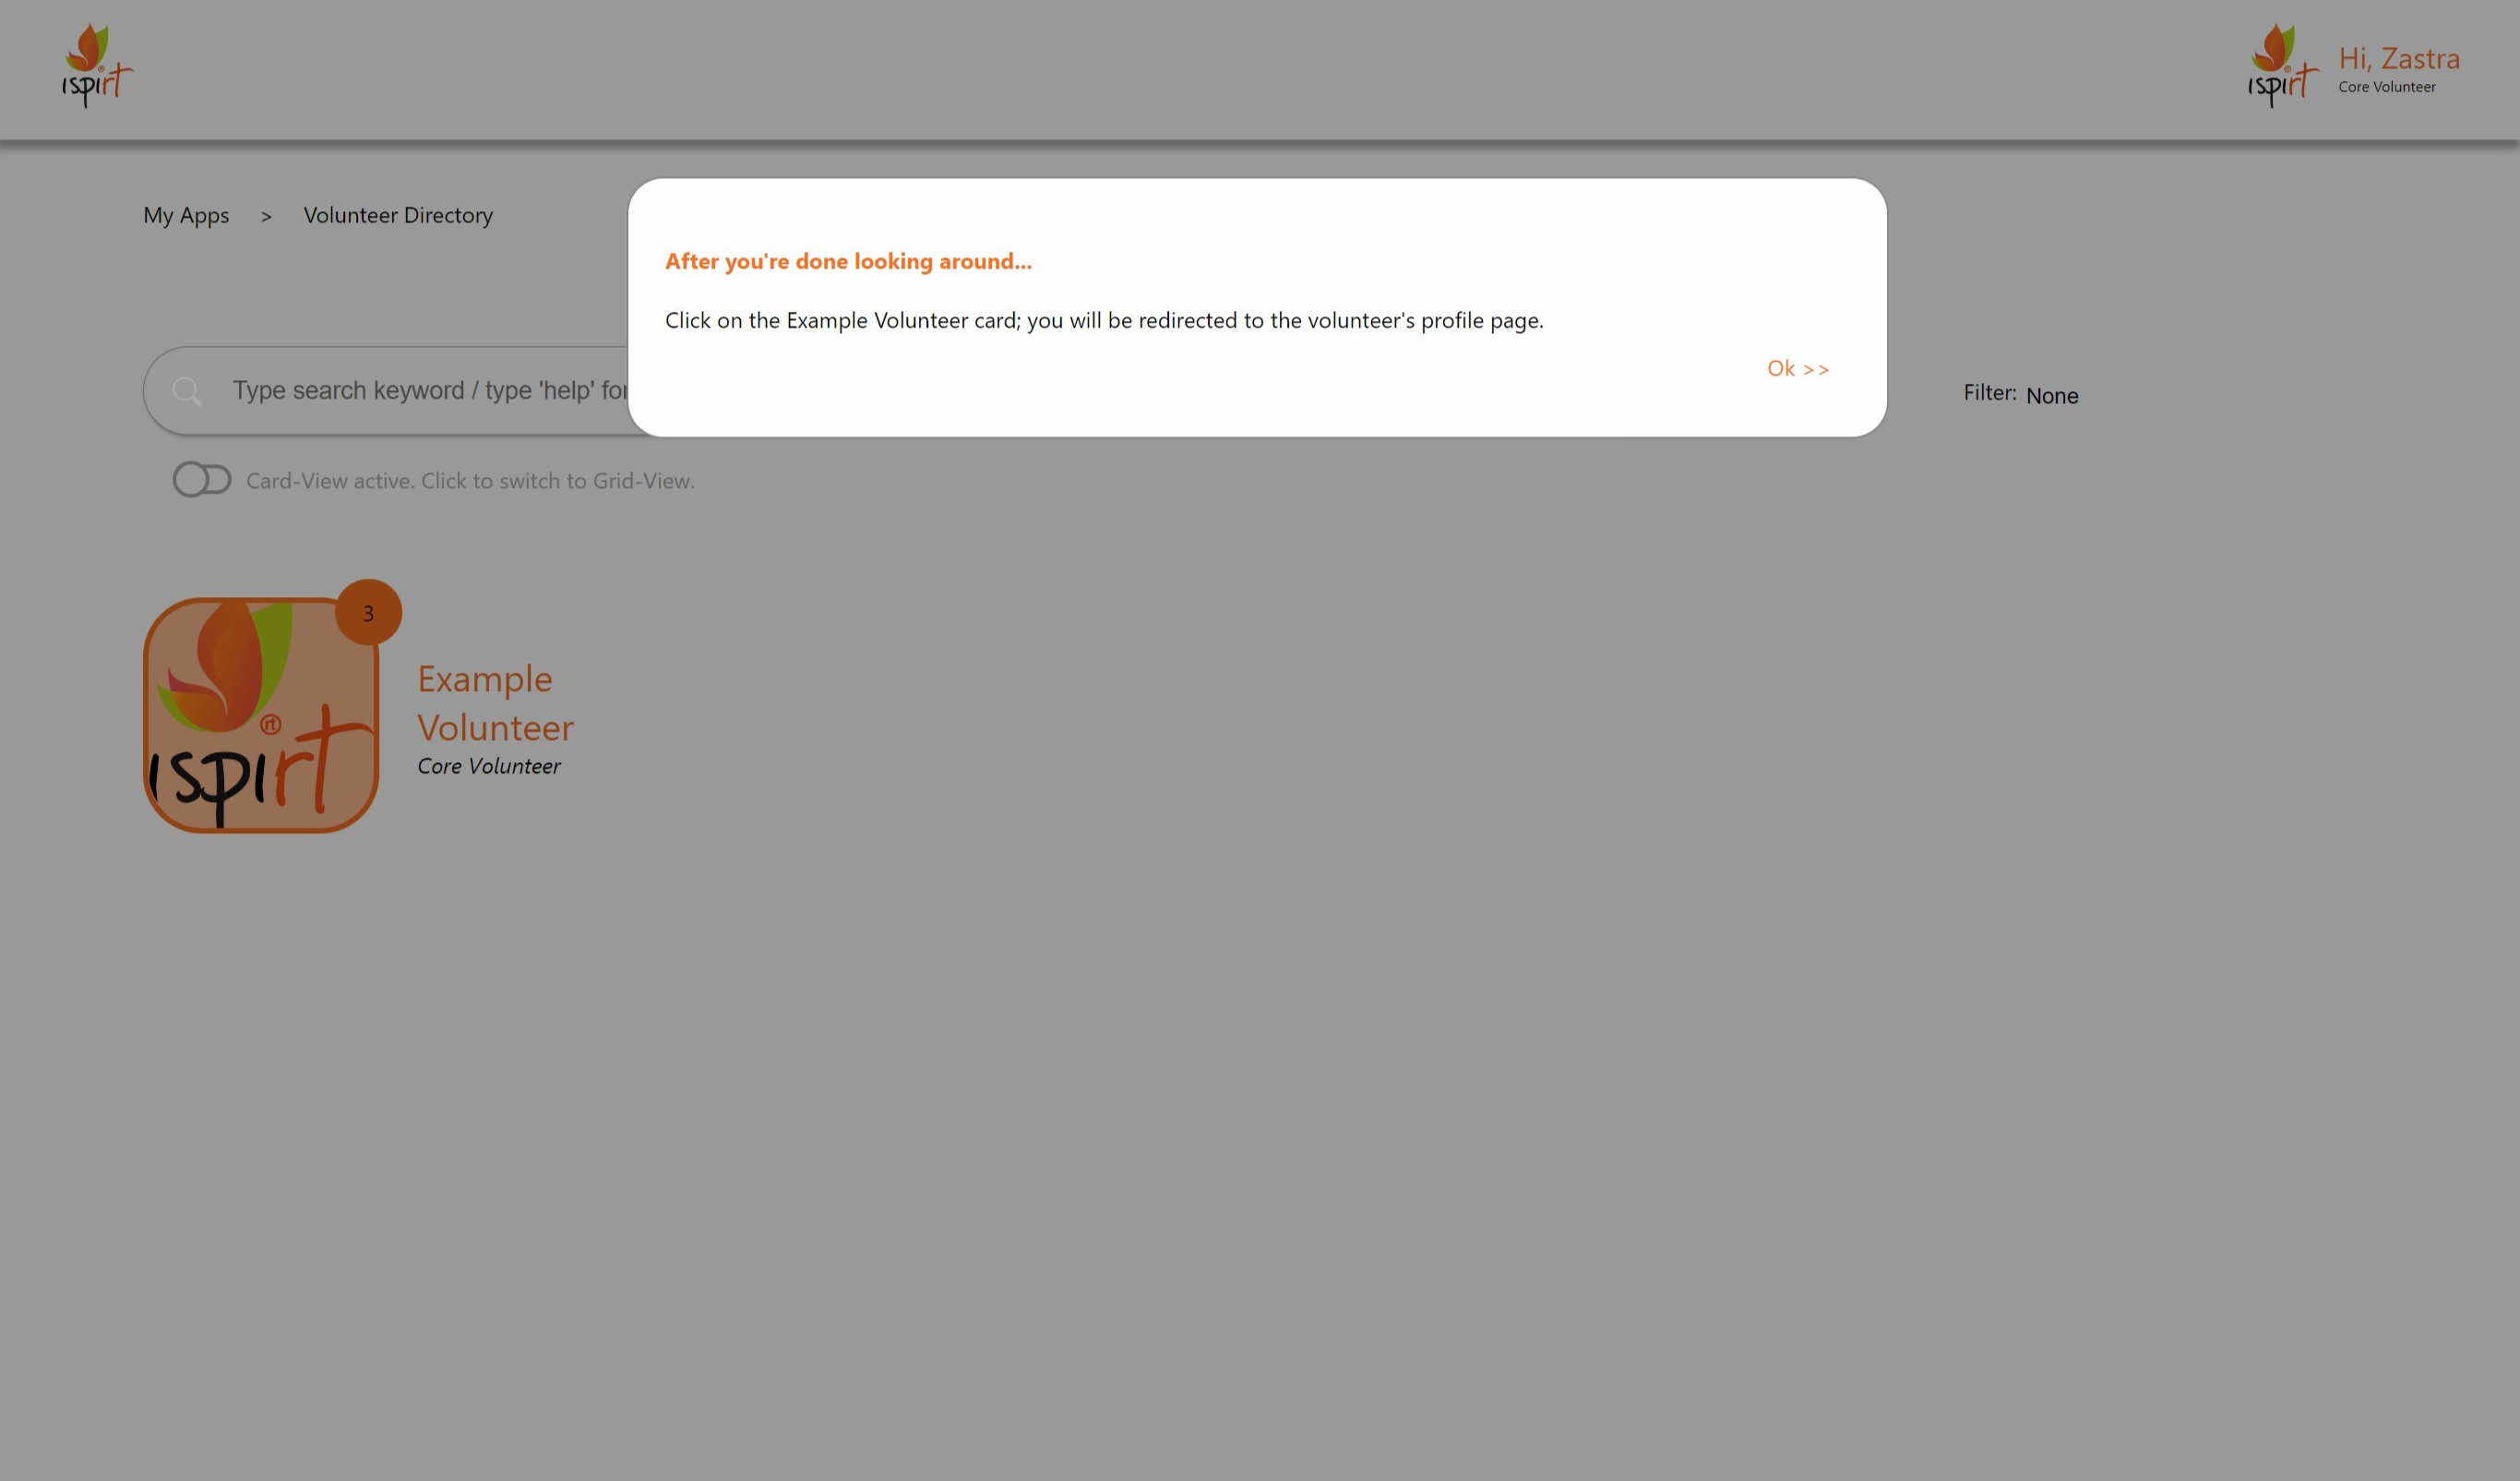 ispirt
ispirt
Hi, Zastra
Core Volunteer
My Apps > Volunteer Directory
After you're done looking around...
Click on the Example Volunteer card; you will be redirected to the volunteer's profile page.
Ok >>
Type search keyword / type 'help' for
Filter: None
Card-View active. Click to switch to Grid-View.
3
Example
Volunteer
Core Volunteer
ispirt